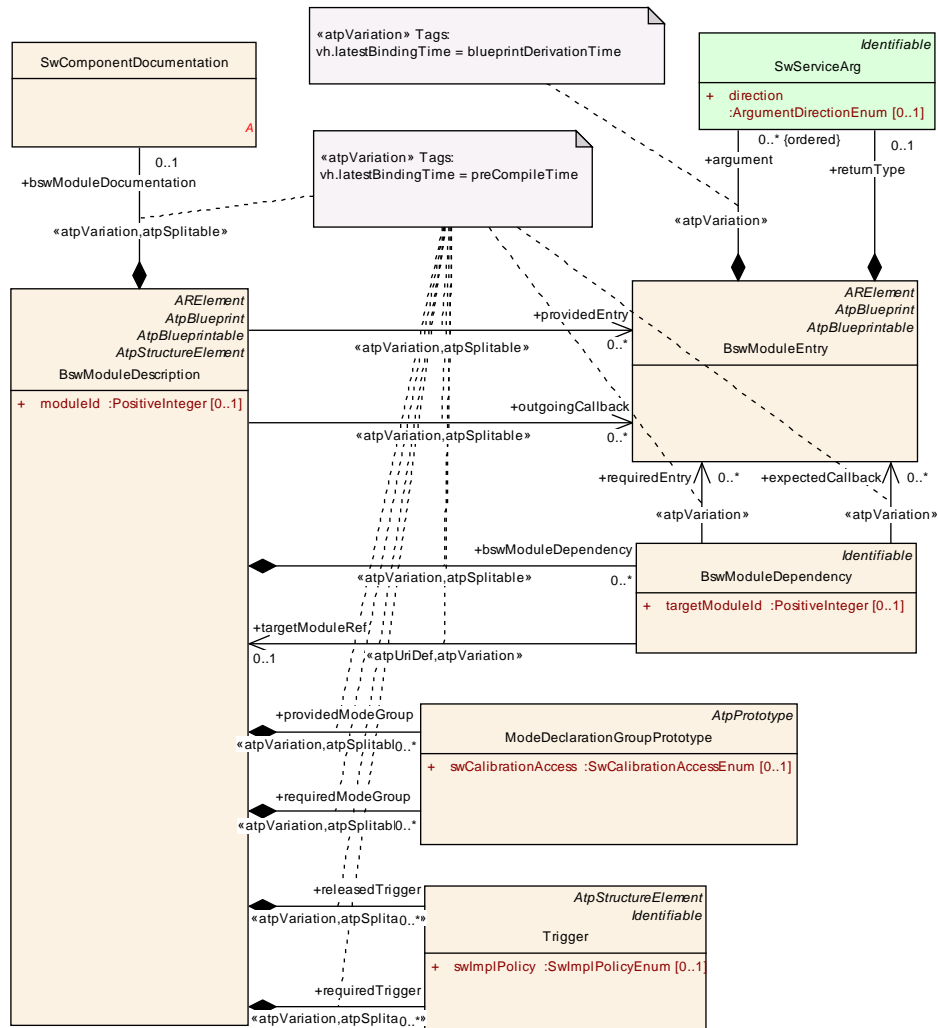 «atpVariation» Tags:
vh.latestBindingTime = blueprintDerivationTime
Identifiable
SwServiceArg
+ direction
:ArgumentDirectionEnum [0..1]
SwComponentDocumentation
A
«atpVariation» Tags:
vh.latestBindingTime = preCompileTime
0..1
+bswModuleDocumentation
«atpVariation,atpSplitable»
0..* {ordered}
+argument
«atpVariation»
0..1
+returnType
ARElement
AtpBlueprint
AtpBlueprintable
AtpStructureElement
BswModuleDescription
+ moduleId :PositiveInteger [0..1]
ARElement
AtpBlueprint
AtpBlueprintable
BswModuleEntry
+providedEntry
«atpVariation,atpSplitable»
0..*
+outgoingCallback
«atpVariation,atpSplitable»
0..*
+requiredEntry
0..*
«atpVariation»
+expectedCallback
0..*
«atpVariation»
+bswModuleDependency
«atpVariation,atpSplitable»
0..*
Identifiable
BswModuleDependency
+ targetModuleId :PositiveInteger [0..1]
+targetModuleRef
0..1
«atpUriDef,atpVariation»
+providedModeGroup
«atpVariation,atpSplitabl
0..*
AtpPrototype
ModeDeclarationGroupPrototype
+ swCalibrationAccess :SwCalibrationAccessEnum [0..1]
+requiredModeGroup
«atpVariation,atpSplitabl
0..*
+releasedTrigger
«atpVariation,atpSplita
0..*
»
AtpStructureElement
Identifiable
Trigger
+ swImplPolicy :SwImplPolicyEnum [0..1]
+requiredTrigger
«atpVariation,atpSplita
0..*
»